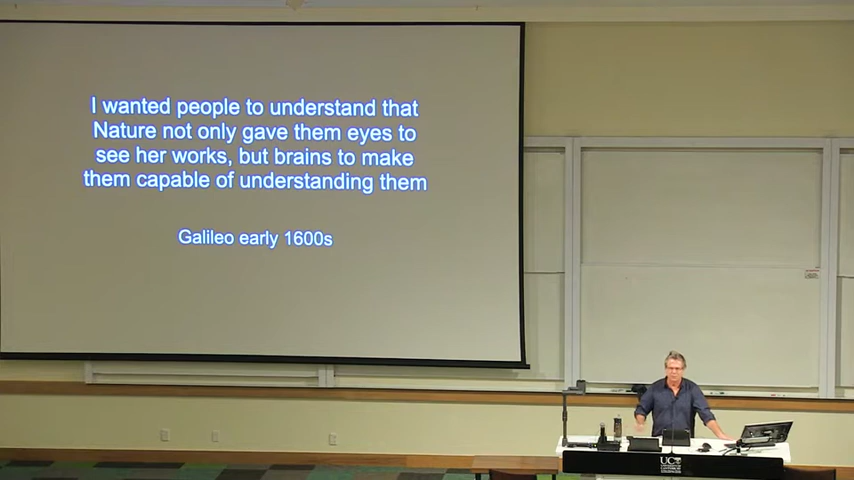 I wanted people to understand that
Nature not only gave them eyes to
see her works, but brains to make
them capable of understanding them
Galileo early 1600s
UCT